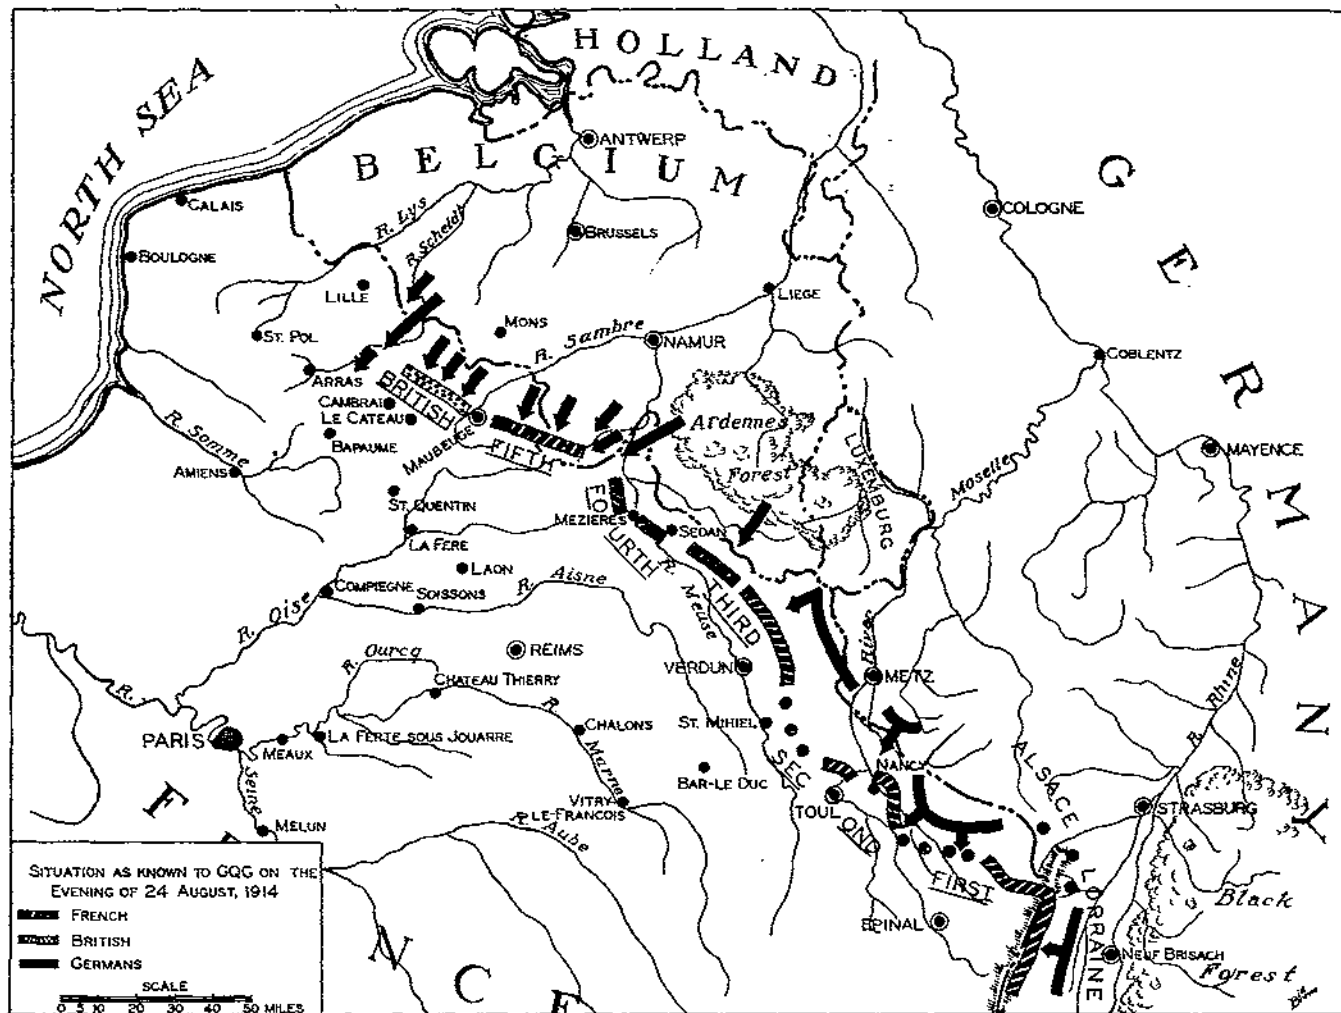 HOLLAND
NORTH SEA
BELGIUM
ANTWERP
GERMANY
CALAIS
R. Lys
R. Scheldt
BRUSSELS
COLOGNE
BOULOGNE
LILLE
LIEGE
MONS
R. Sambre
NAMUR
ST. POL
COBLENTZ
ARRAS
BRITISH
CAMBRAI
LE CATEAU
BAPAUME
MAUBEUGE
FIFTH
Ardennes
Forest
LUXEMBURG
Moselle
MAYENCE
R. Somme
AMIENS
ST. QUENTIN
FOURTH
MEZIERES
SEDAN
LA FERE
LAON
R. Aisne
R. Meuse
THIRD
COMPIEGNE
SOISSONS
R. Oise
River
R. Rhine
R. Ourcq
REIMS
VERDUN
METZ
CHATEAU THIERRY
R. Marne
CHALONS
ST. MIHIEL
PARIS
MEAUX
LA FERTE SOUS JOUARRE
SECOND
NANCY
ALSACE
BAR-LE DUC
TOUL
STRASBURG
Seine
MELUN
VITRY
LE-FRANCOIS
R. Aube
R.
FIRST
LORRAINE
EPINAL
NEUF BRISACH
Black
Forest
F
N
C
E
SITUATION AS KNOWN TO GQG ON THE
EVENING OF 24 AUGUST, 1914
FRENCH
BRITISH
GERMANS
SCALE
0 5 10 20 30 40 50 MILES